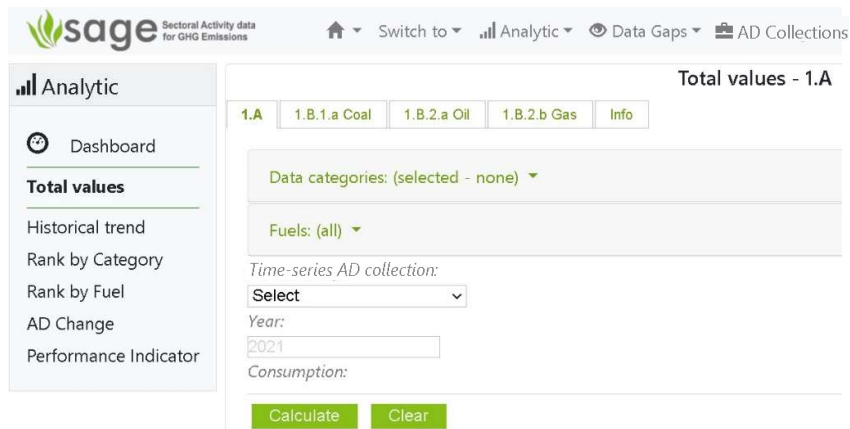 sage Sectoral Activity data
for GHG Emissions
Switch to Analytic Data Gaps AD Collections
Analytic
Dashboard
Total values
Historical trend
Rank by Category
Rank by Fuel
AD Change
Performance Indicator
Total values - 1.A
1.A 1.B.1.a Coal 1.B.2.a Oil 1.B.2.b Gas Info
Data categories: (selected - none)
Fuels: (all)
Time-series AD collection:
Select
Year:
2021
Consumption:
Calculate Clear